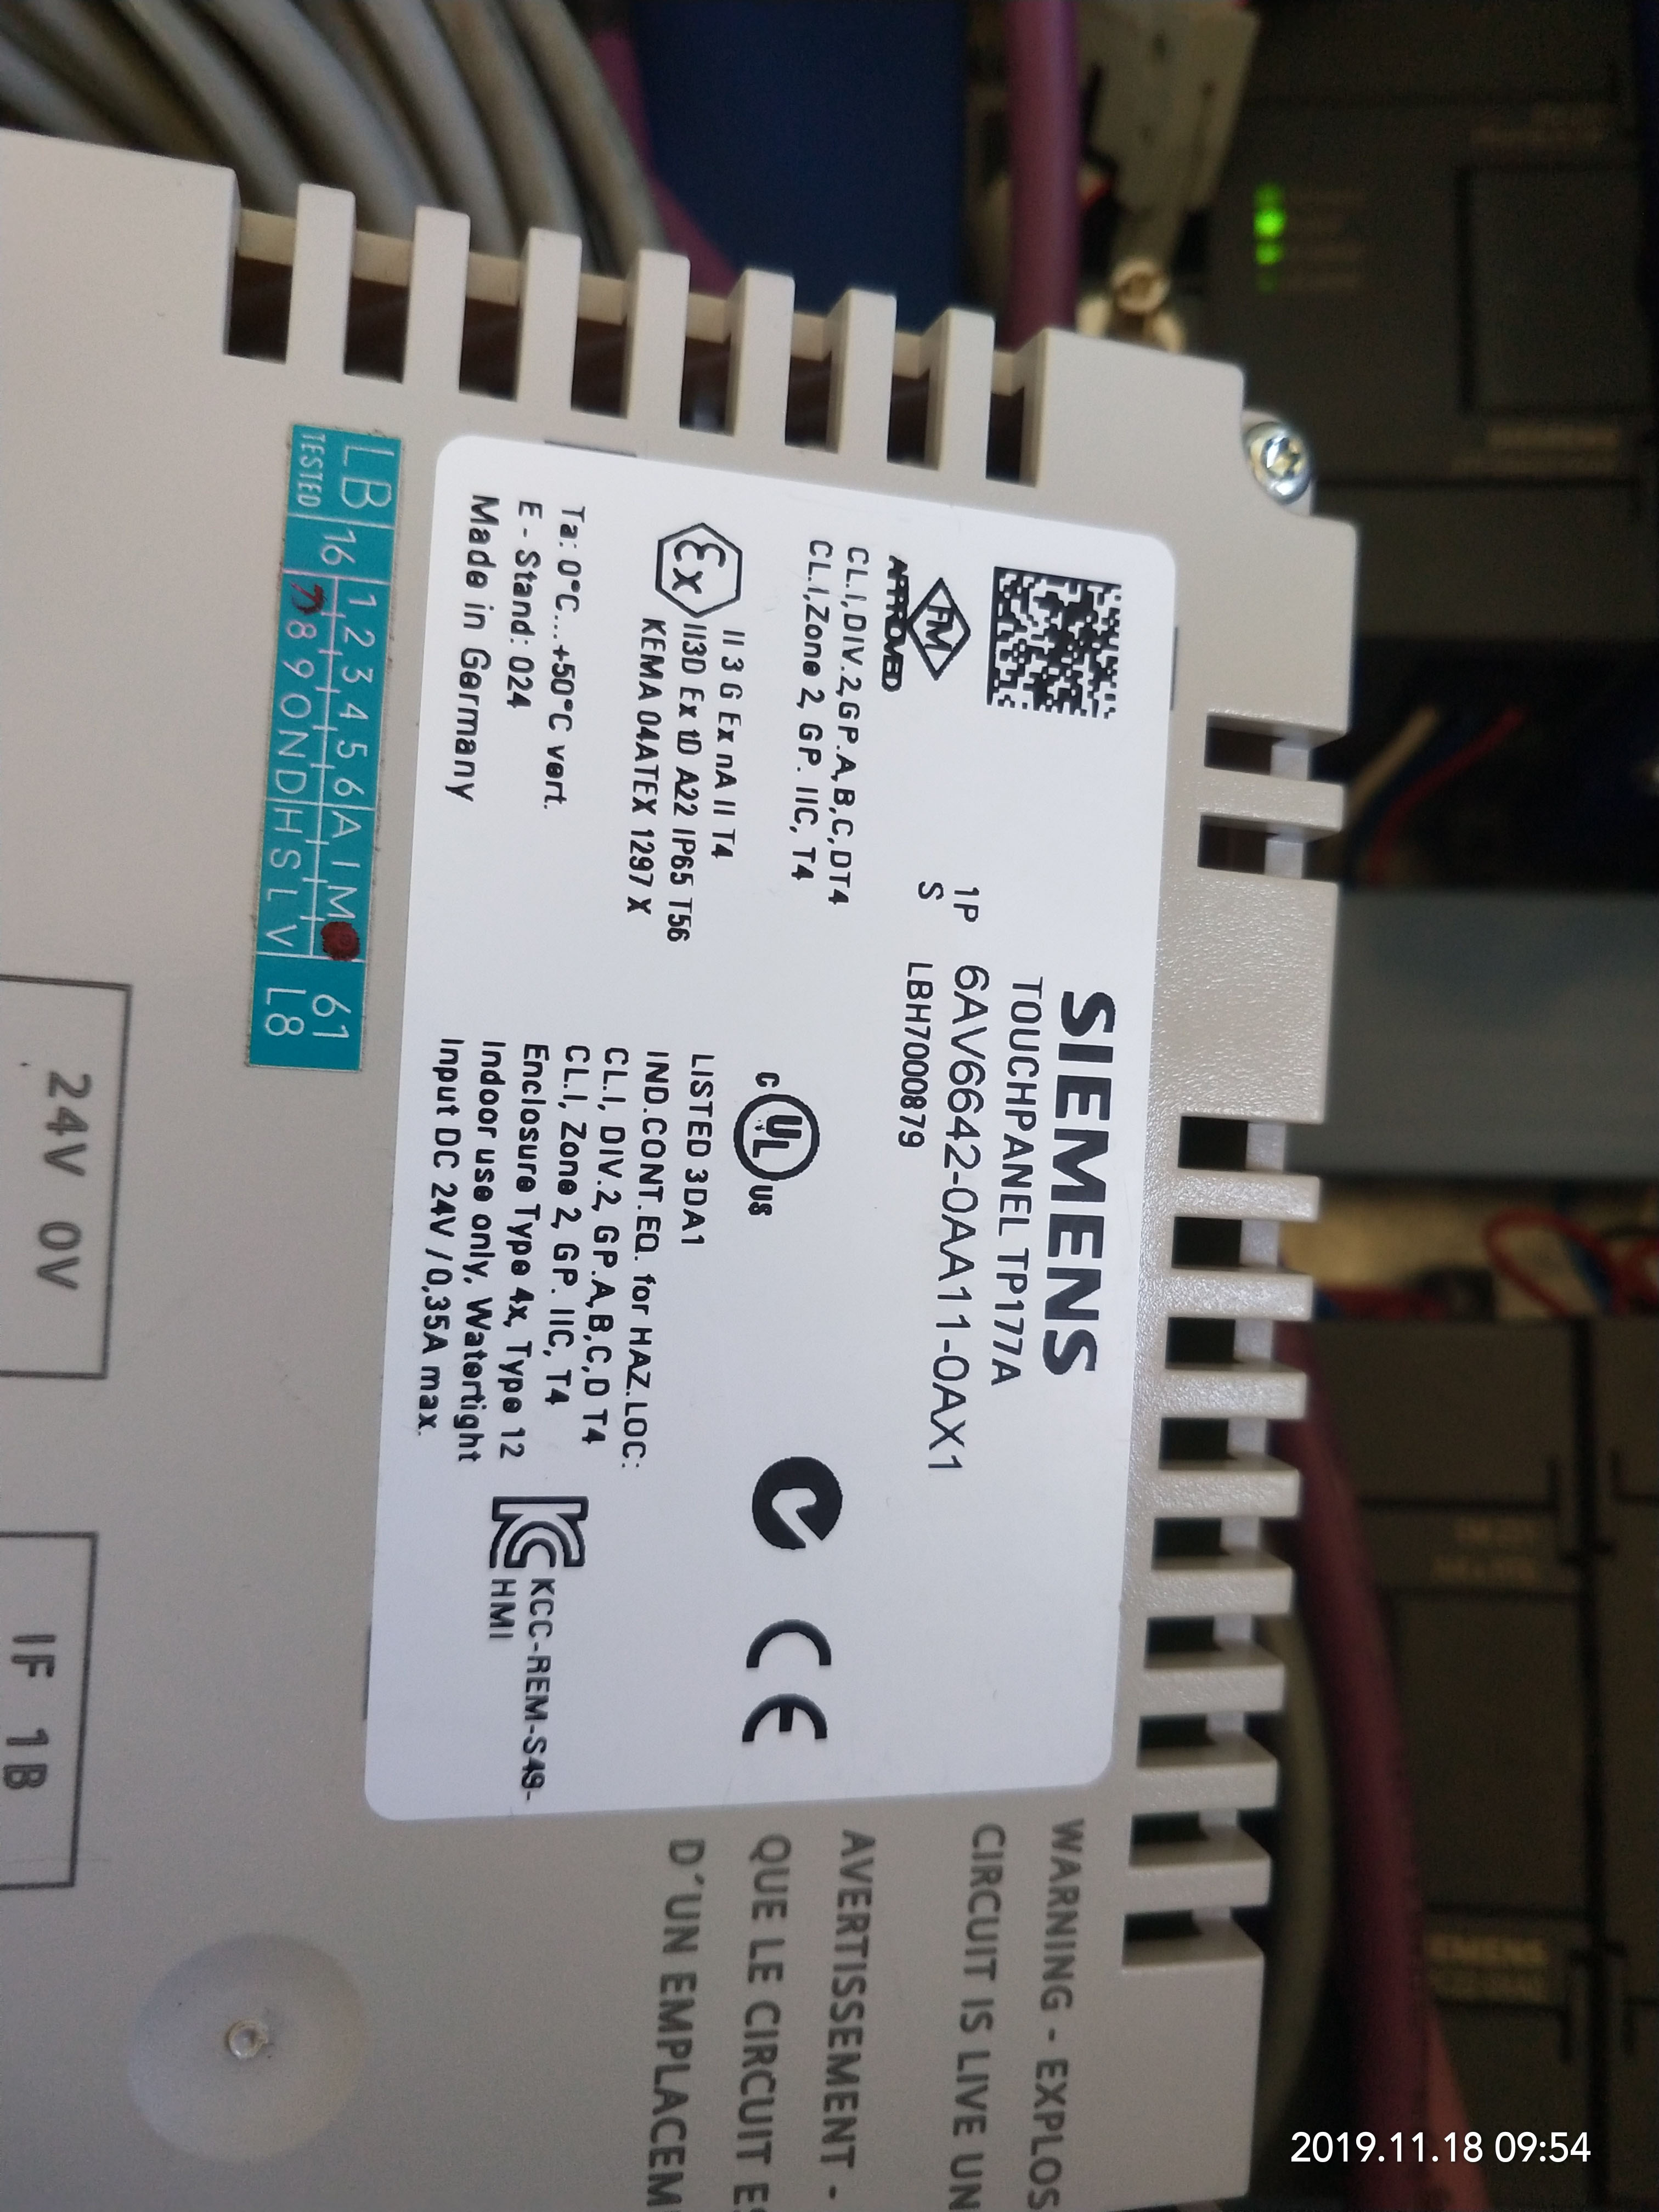 SIEMENS
TOUCHPANEL TP177A
1P 6AV6642-0AA11-0AX1
S LBH7000879
FM
APPROVED
CL.I,DIV.2,GP.A,B,C,DT4
CL.I,Zone 2, GP. IIC, T4
Ex
II 3 G Ex nA II T4
II3D Ex tD A22 IP65 T56
KEMA 04ATEX 1297 X
Ta: 0°C...+50°C vert.
E - Stand: 024
Made in Germany
C UL US
LISTED 3DA1
IND.CONT.EQ. for HAZ.LOC:
CL.I, DIV.2, GP.A,B,C,D T4
CL.I, Zone 2, GP. IIC, T4
Enclosure Type 4x, Type 12
Indoor use only, Watertight
Input DC 24V / 0,35A max.
CE
KCC-REM-S49-
HMI
WARNING - EXPLOS
CIRCUIT IS LIVE UN
AVERTISSEMENT -
QUE LE CIRCUIT ES
D'UN EMPLACEM
LB 16 1,2,3,4,5,6 A I M 61
TESTED 7 8 9 O N D H S L V L8
24V 0V
IF 1B
2019.11.18 09:54